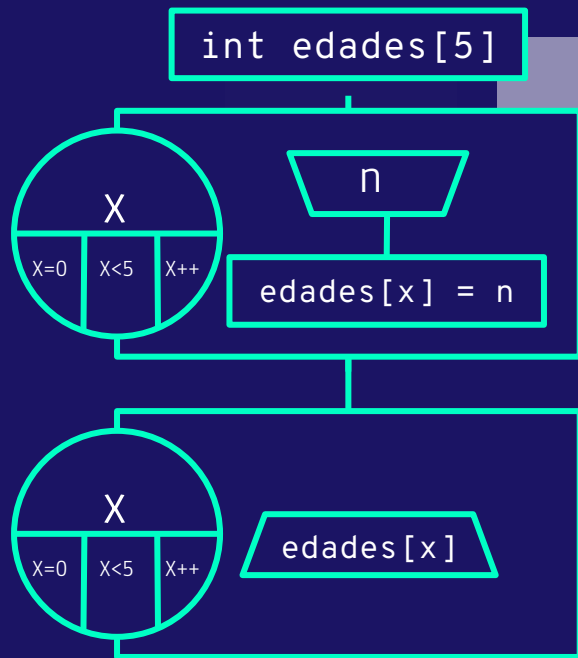 int edades[5]
n
X
X=0 X<5 X++
edades[x] = n
X
edades[x]
X=0 X<5 X++